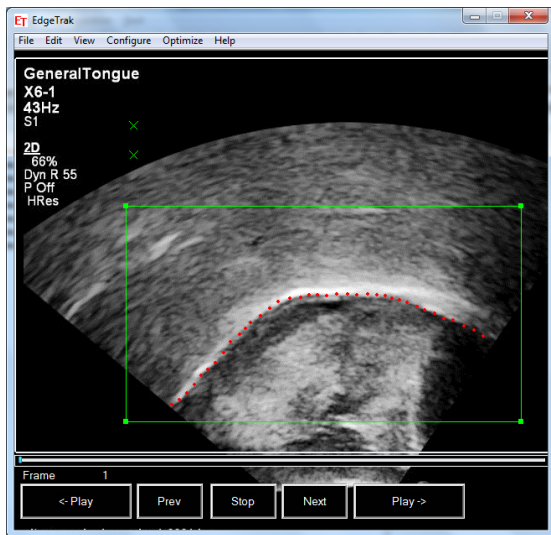 ET EdgeTrak
File Edit View Configure Optimize Help
GeneralTongue
X6-1
43Hz
S1
2D
66%
Dyn R 55
P Off
HRes
Frame 1
<- Play Prev Stop Next Play ->